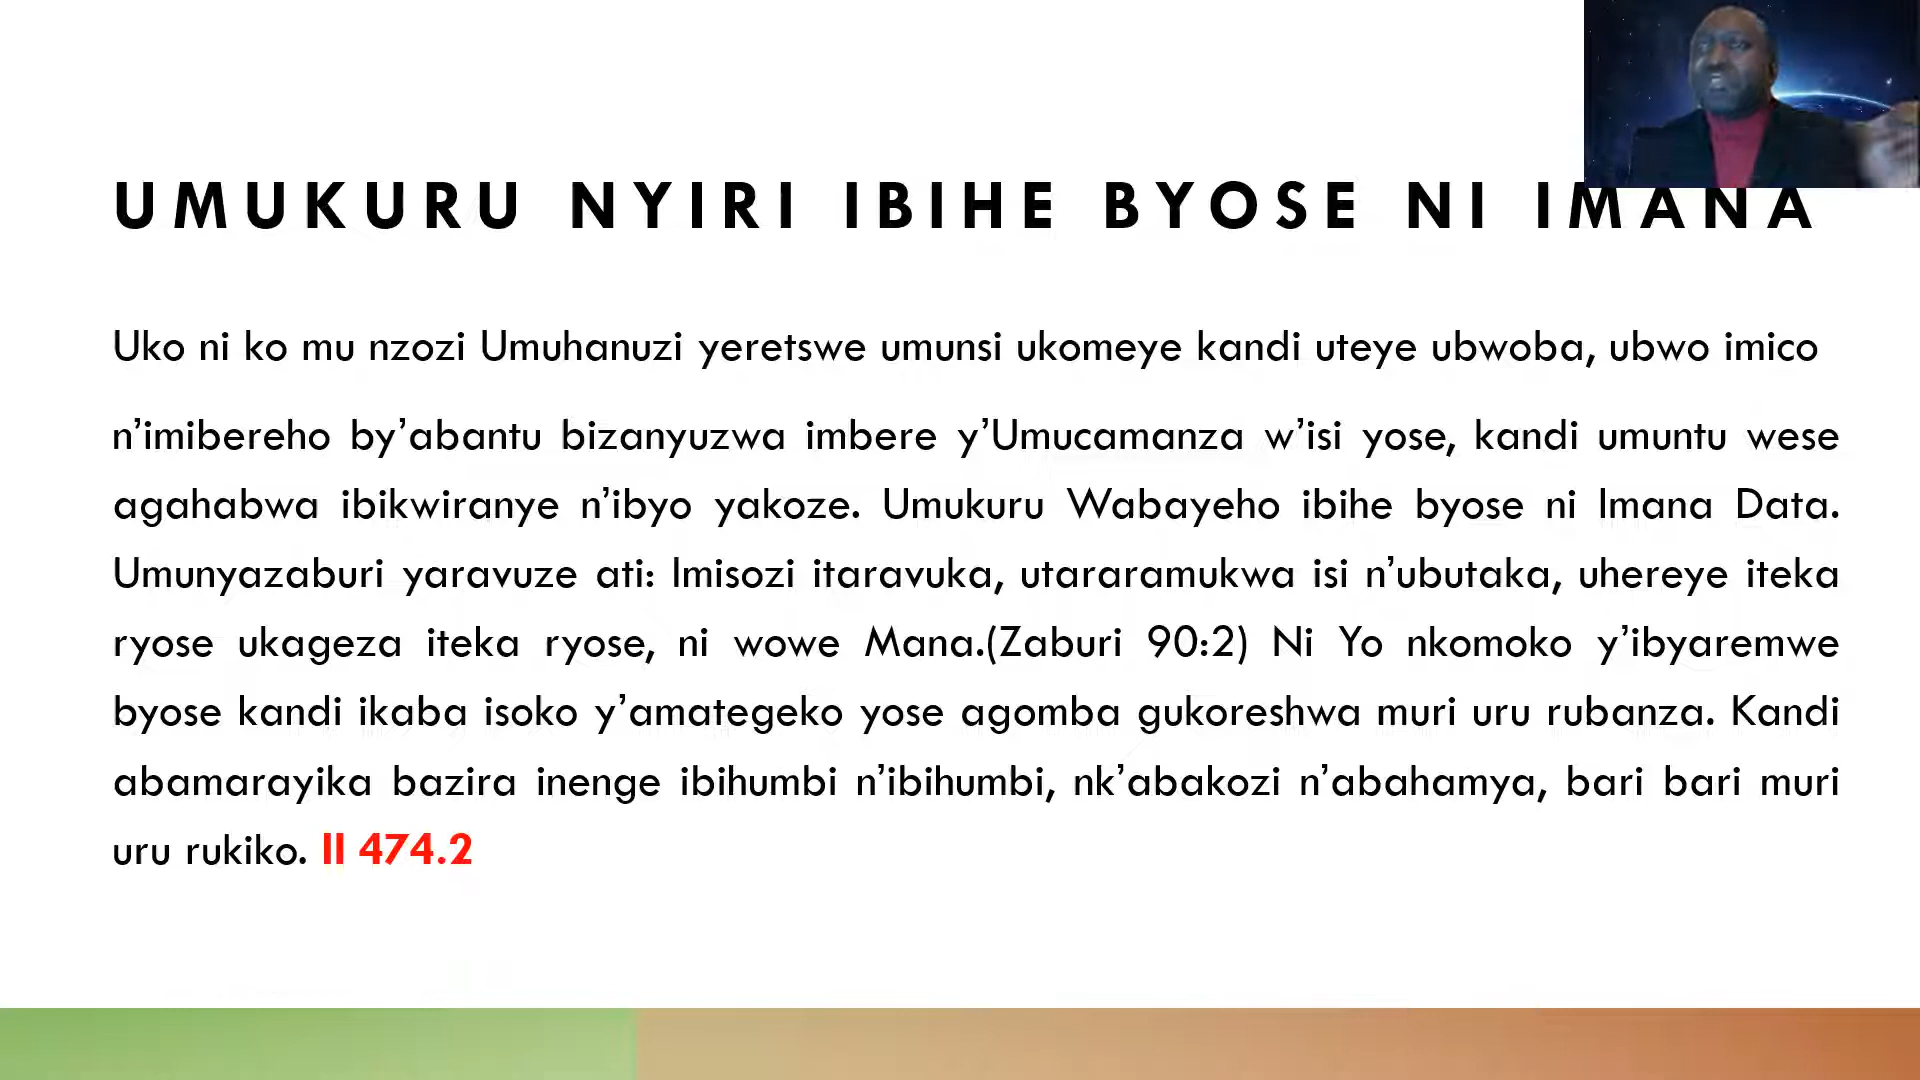 UMUKURU NYIRI IBIHE BYOSE NI IMANA
Uko ni ko mu nzozi Umuhanuzi yeretswe umunsi ukomeye kandi uteye ubwoba, ubwo imico
n’imibereho by’abantu bizanyuzwa imbere y’Umucamanza w’isi yose, kandi umuntu wese
agahabwa ibikwiranye n’ibyo yakoze. Umukuru Wabayeho ibihe byose ni Imana Data.
Umunyazaburi yaravuze ati: Imisozi itaravuka, utararamukwa isi n’ubutaka, uhereye iteka
ryose ukageza iteka ryose, ni wowe Mana.(Zaburi 90:2) Ni Yo nkomoko y’ibyaremwe
byose kandi ikaba isoko y’amategeko yose agomba gukoreshwa muri uru rubanza. Kandi
abamarayika bazira inenge ibihumbi n’ibihumbi, nk’abakozi n’abahamya, bari bari muri
uru rukiko. II 474.2